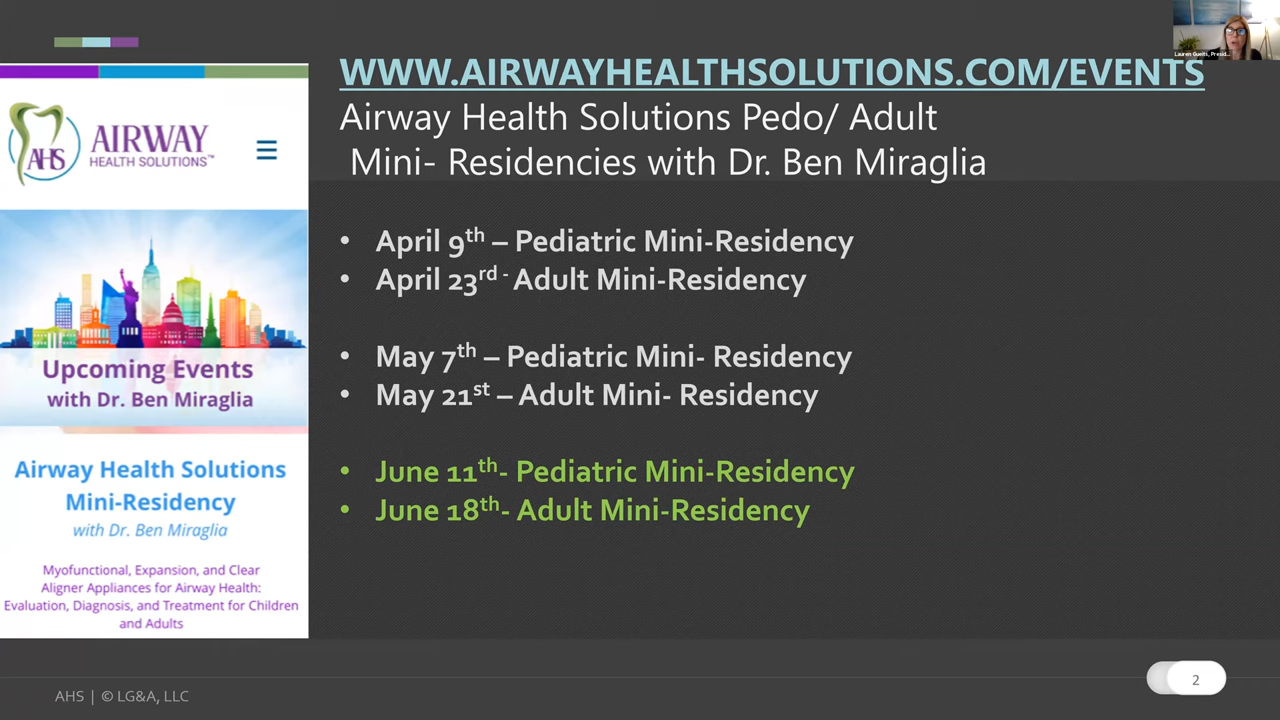 WWW.AIRWAYHEALTHSOLUTIONS.COM/EVENTS
Airway Health Solutions Pedo/ Adult
Mini- Residencies with Dr. Ben Miraglia
• April 9th – Pediatric Mini-Residency
• April 23rd - Adult Mini-Residency
• May 7th – Pediatric Mini- Residency
• May 21st – Adult Mini- Residency
• June 11th- Pediatric Mini-Residency
• June 18th- Adult Mini-Residency
AHS
AIRWAY
HEALTH SOLUTIONS™
Upcoming Events
with Dr. Ben Miraglia
Airway Health Solutions
Mini-Residency
with Dr. Ben Miraglia
Myofunctional, Expansion, and Clear
Aligner Appliances for Airway Health:
Evaluation, Diagnosis, and Treatment for Children
and Adults
AHS | © LG&A, LLC
2